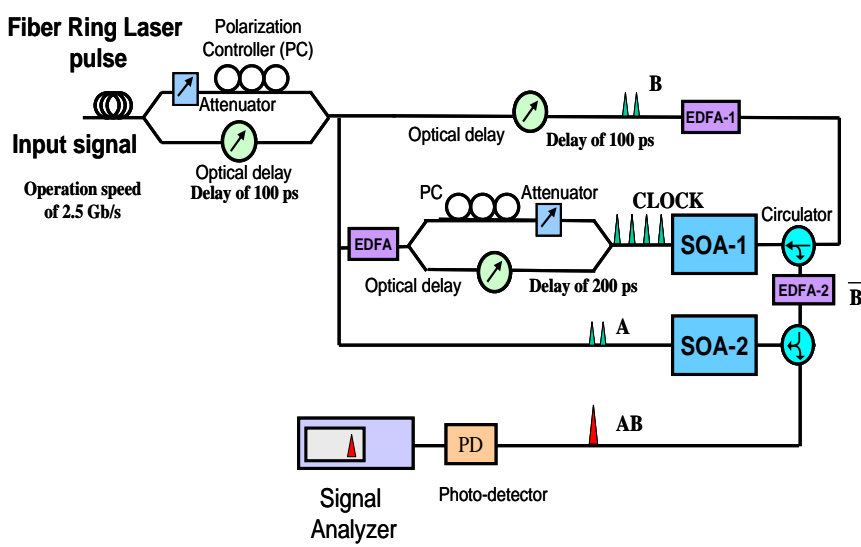 Fiber Ring Laser
pulse
Polarization
Controller (PC)
Attenuator
Input signal
Operation speed
of 2.5 Gb/s
Optical delay
Delay of 100 ps
Optical delay
Delay of 100 ps
B
EDFA-1
PC
Attenuator
CLOCK
Circulator
EDFA
SOA-1
Optical delay
Delay of 200 ps
EDFA-2
B̅
A
SOA-2
AB
PD
Signal
Analyzer
Photo-detector